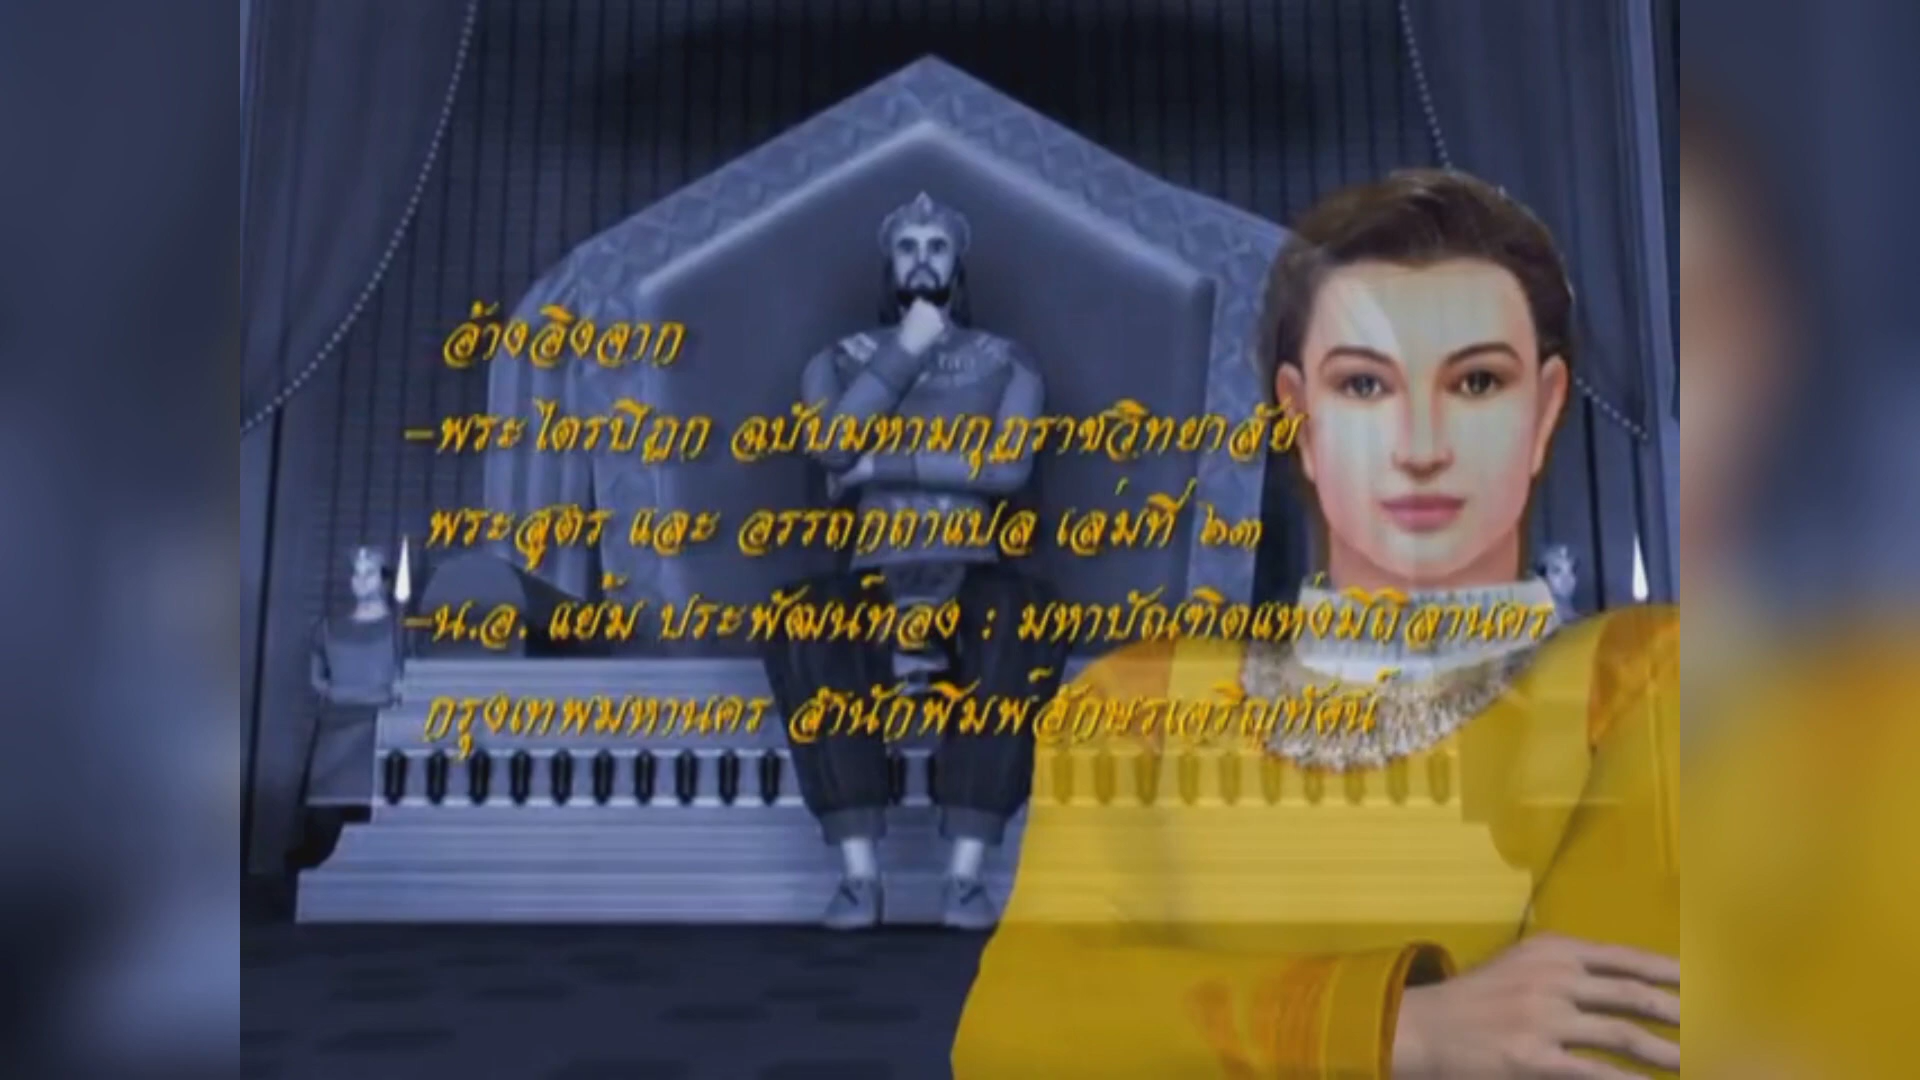 อ้างอิงจาก
-พระไตรปิฎก ฉบับมหามกุฏราชวิทยาลัย
พระสูตร และ อรรถกถาแปล เล่มที่ ๖๓
-น.อ. แย้ม ประพัฒน์ทอง : มหาบัณฑิตแห่งมิถิลานคร
กรุงเทพมหานคร สำนักพิมพ์อักษรเจริญทัศน์